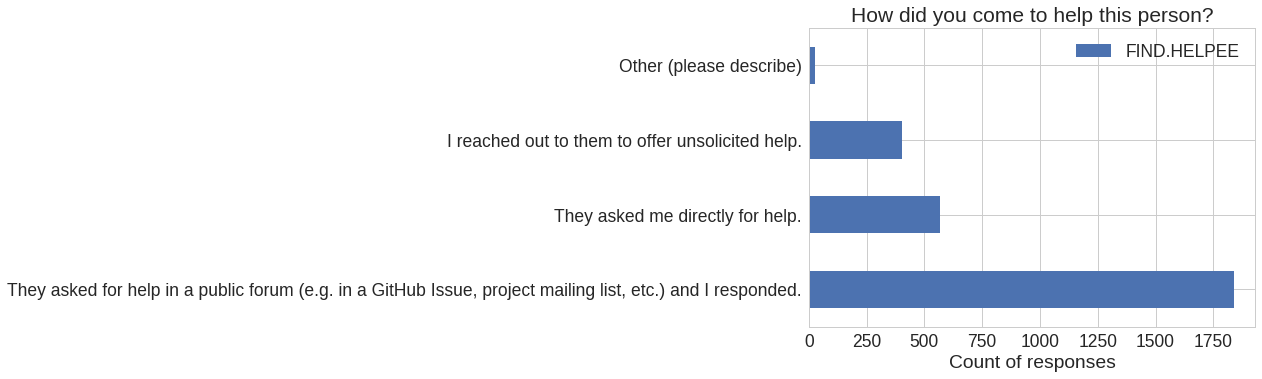 How did you come to help this person?
FIND.HELPEE
Other (please describe)
I reached out to them to offer unsolicited help.
They asked me directly for help.
They asked for help in a public forum (e.g. in a GitHub Issue, project mailing list, etc.) and I responded.
0 250 500 750 1000 1250 1500 1750
Count of responses